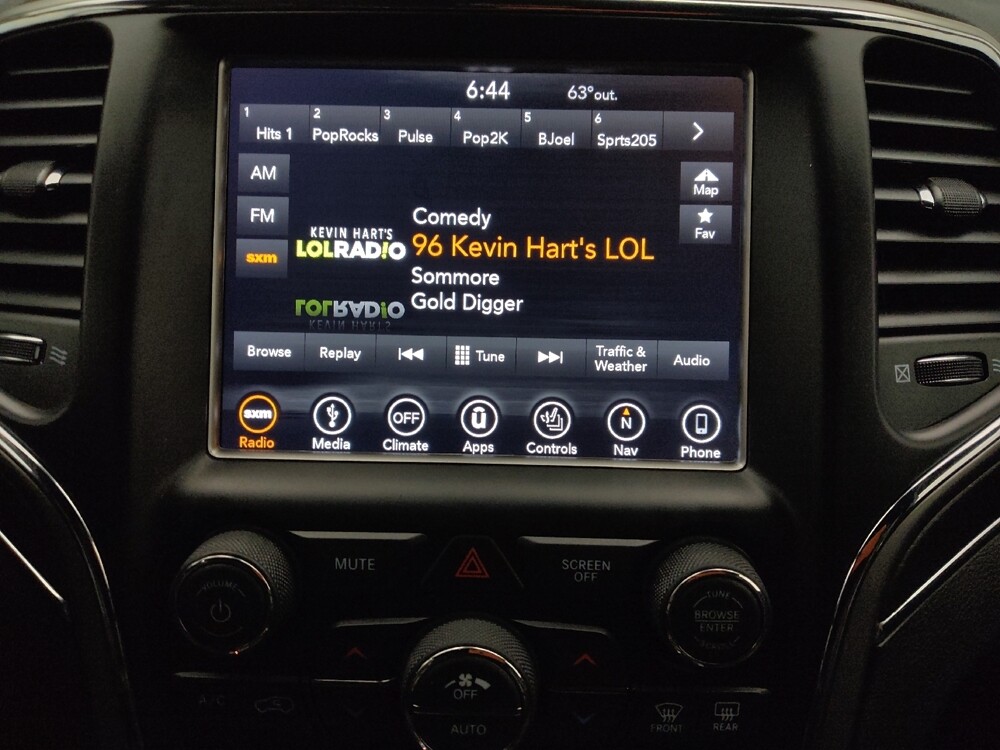 6:44 63°out.
1 Hits 1 2 PopRocks 3 Pulse 4 Pop2K 5 BJoel 6 Sprts205
AM
Map
FM
Fav
sxm
KEVIN HART'S
LOLRADIO
Comedy
96 Kevin Hart's LOL
Sommore
Gold Digger
Browse Replay Tune Traffic & Weather Audio
sxm OFF ū N
Radio Media Climate Apps Controls Nav Phone
MUTE
SCREEN
OFF
VOLUME
TUNE
BROWSE
ENTER
OFF
AUTO
A/C
FRONT REAR